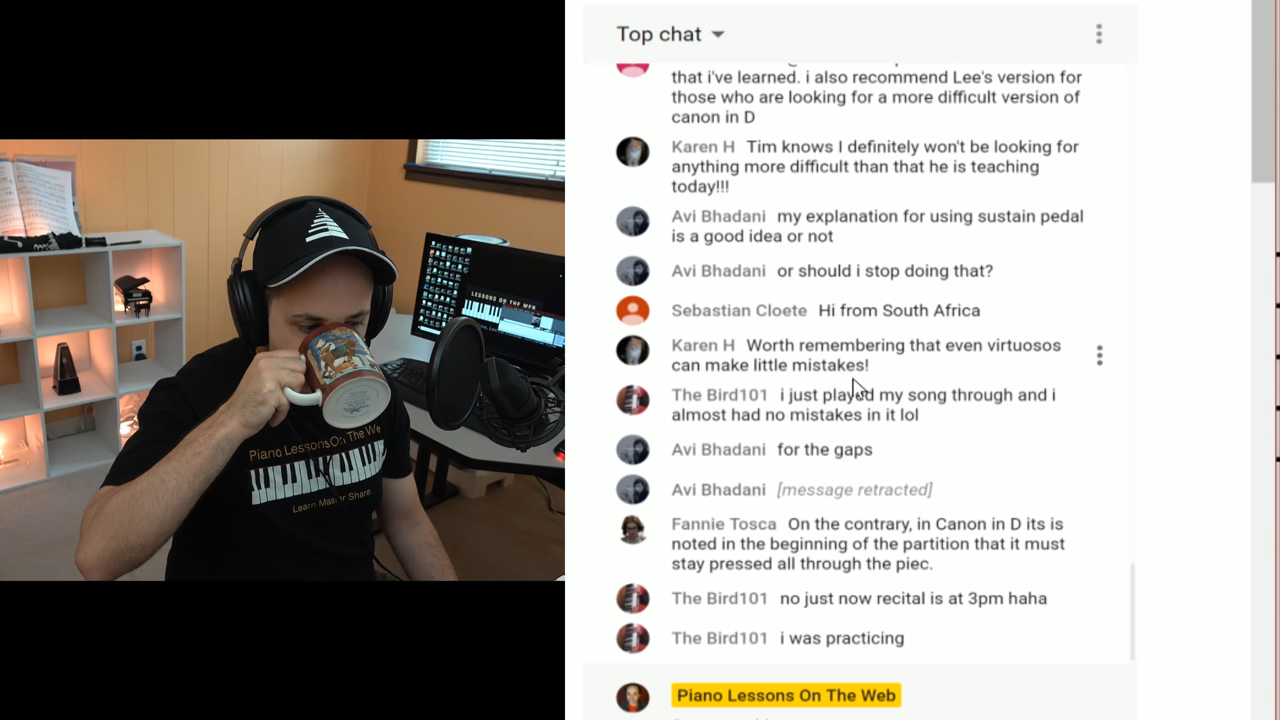 Top chat
that i've learned. i also recommend Lee's version for
those who are looking for a more difficult version of
canon in D
Karen H Tim knows I definitely won't be looking for
anything more difficult than that he is teaching
today!!!
Avi Bhadani my explanation for using sustain pedal
is a good idea or not
Avi Bhadani or should i stop doing that?
Sebastian Cloete Hi from South Africa
Karen H Worth remembering that even virtuosos
can make little mistakes!
The Bird101 i just played my song through and i
almost had no mistakes in it lol
Avi Bhadani for the gaps
Avi Bhadani [message retracted]
Fannie Tosca On the contrary, in Canon in D its is
noted in the beginning of the partition that it must
stay pressed all through the piec.
The Bird101 no just now recital is at 3pm haha
The Bird101 i was practicing
Piano Lessons On The Web
Piano Lessons On The We
Learn Master Share
LESSONS ON THE WEB